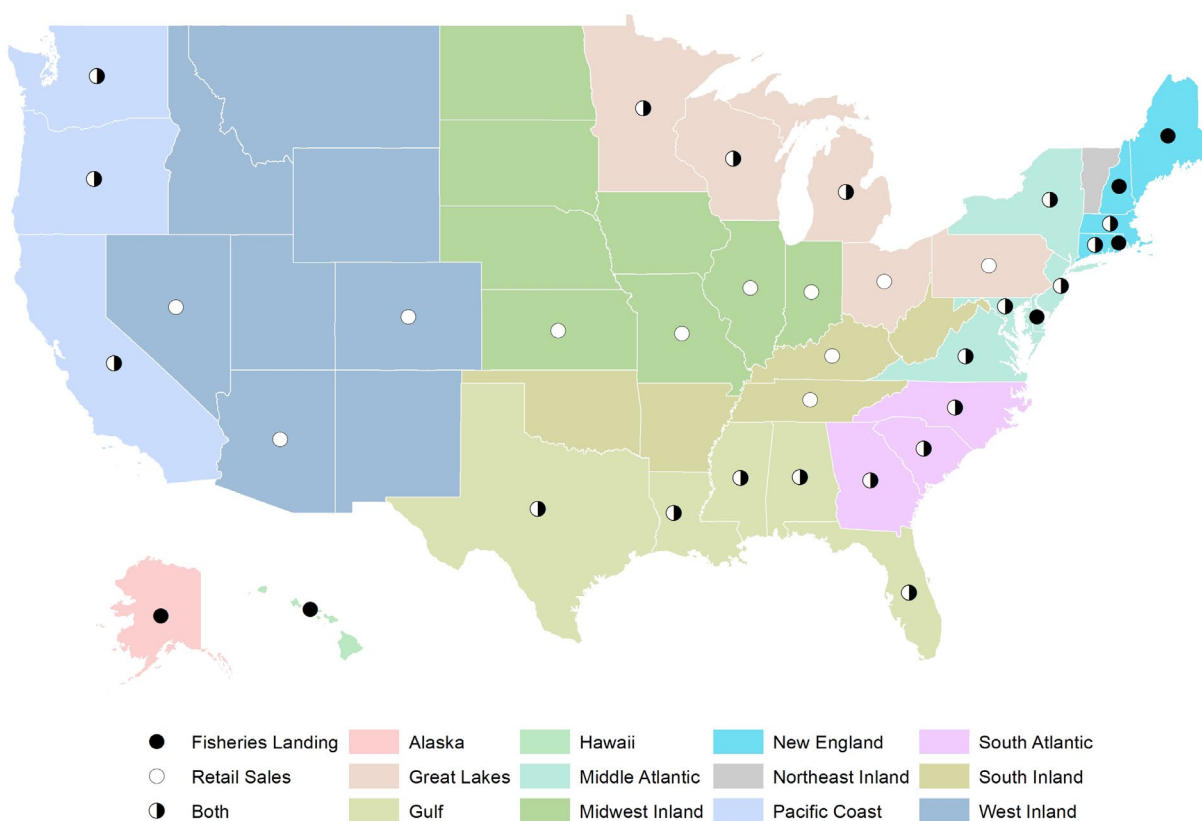 Fisheries Landing Alaska Hawaii New England South Atlantic
Retail Sales Great Lakes Middle Atlantic Northeast Inland South Inland
Both Gulf Midwest Inland Pacific Coast West Inland